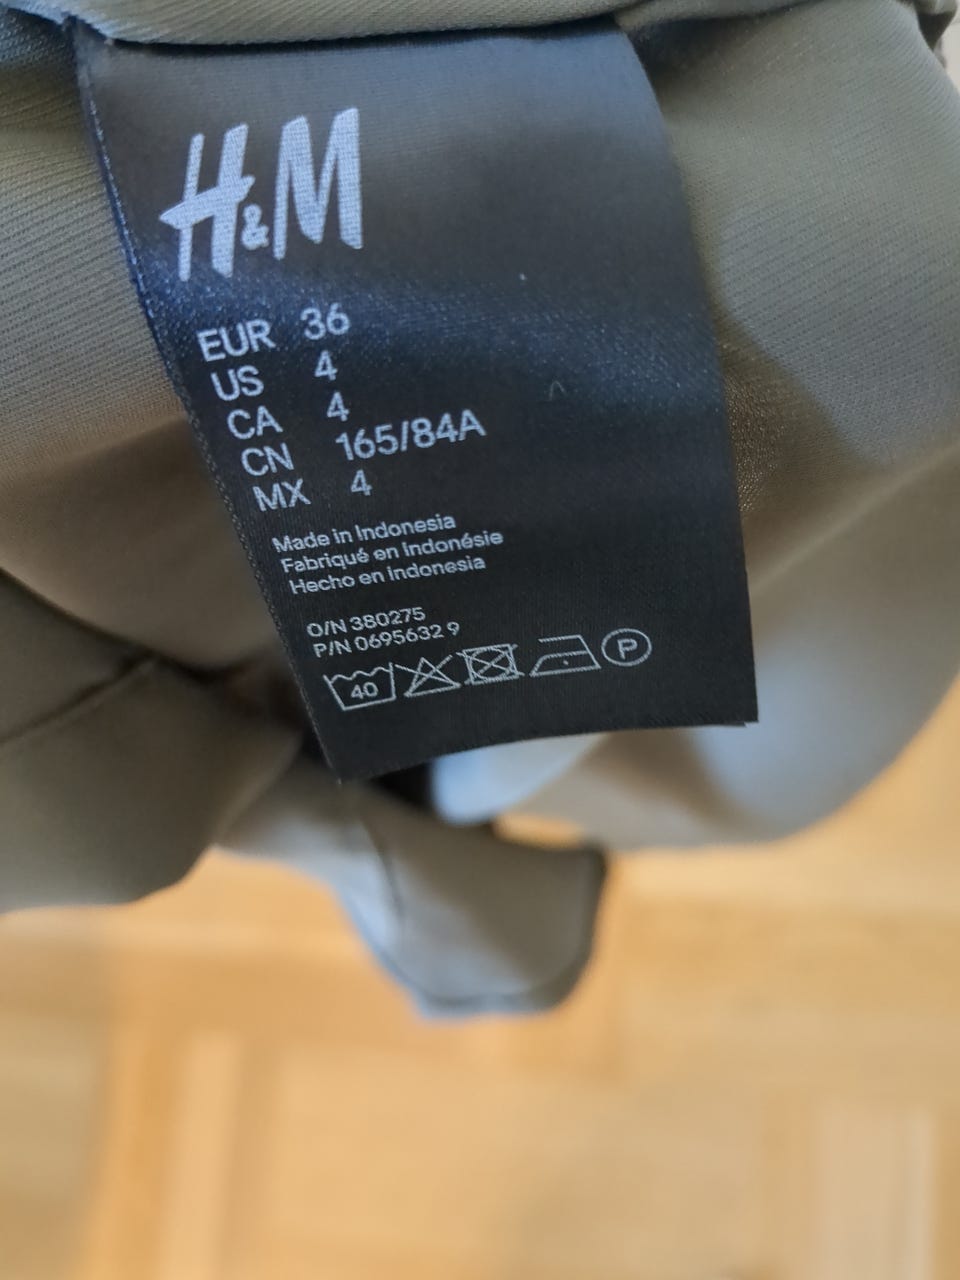 H&M
EUR 36
US 4
CA 4
CN 165/84A
MX 4
Made in Indonesia
Fabriqué en Indonésie
Hecho en Indonesia
O/N 380275
P/N 0695632 9
40 P